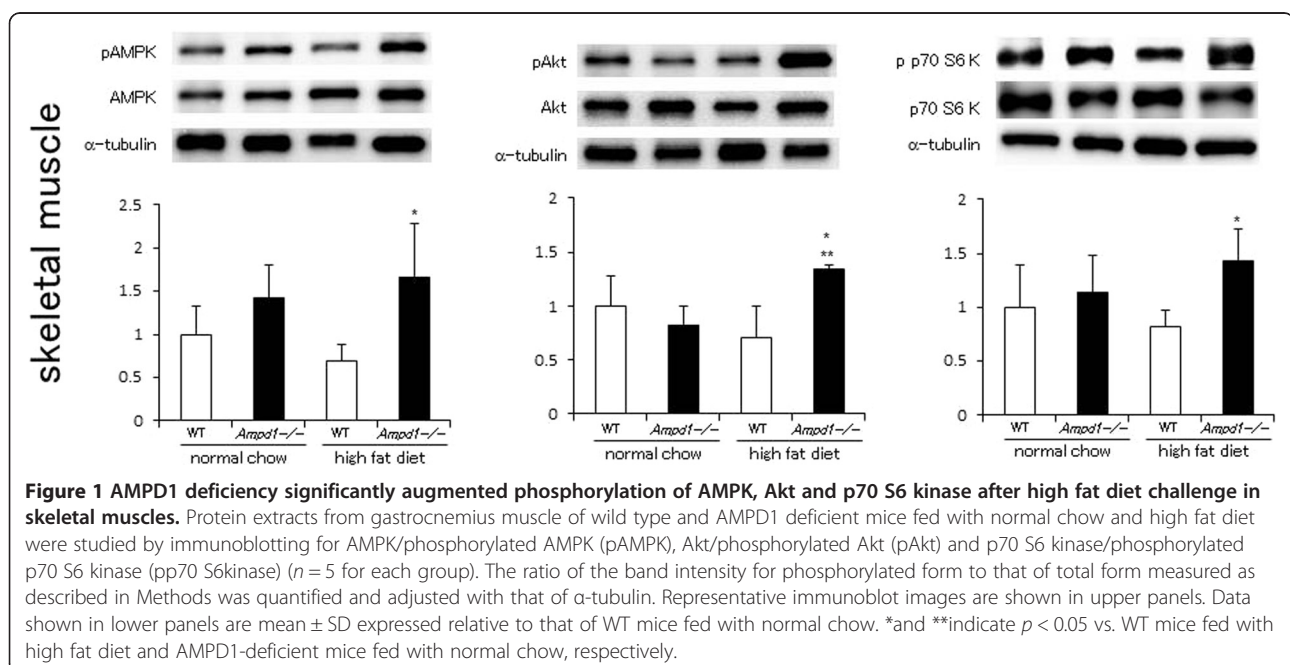 skeletal muscle
pAMPK
AMPK
α-tubulin
2.5
2
1.5
1
0.5
0
*
WT
Ampd1-/-
WT
Ampd1-/-
normal chow
high fat diet
pAkt
Akt
α-tubulin
2
1.5
1
0.5
0
*
**
WT
Ampd1-/-
WT
Ampd1-/-
normal chow
high fat diet
p p70 S6 K
p70 S6 K
α-tubulin
2
1.5
1
0.5
0
*
WT
Ampd1-/-
WT
Ampd1-/-
normal chow
high fat diet
Figure 1 AMPD1 deficiency significantly augmented phosphorylation of AMPK, Akt and p70 S6 kinase after high fat diet challenge in
skeletal muscles. Protein extracts from gastrocnemius muscle of wild type and AMPD1 deficient mice fed with normal chow and high fat diet
were studied by immunoblotting for AMPK/phosphorylated AMPK (pAMPK), Akt/phosphorylated Akt (pAkt) and p70 S6 kinase/phosphorylated
p70 S6 kinase (pp70 S6kinase) (n = 5 for each group). The ratio of the band intensity for phosphorylated form to that of total form measured as
described in Methods was quantified and adjusted with that of α-tubulin. Representative immunoblot images are shown in upper panels. Data
shown in lower panels are mean ± SD expressed relative to that of WT mice fed with normal chow. *and **indicate p < 0.05 vs. WT mice fed with
high fat diet and AMPD1-deficient mice fed with normal chow, respectively.